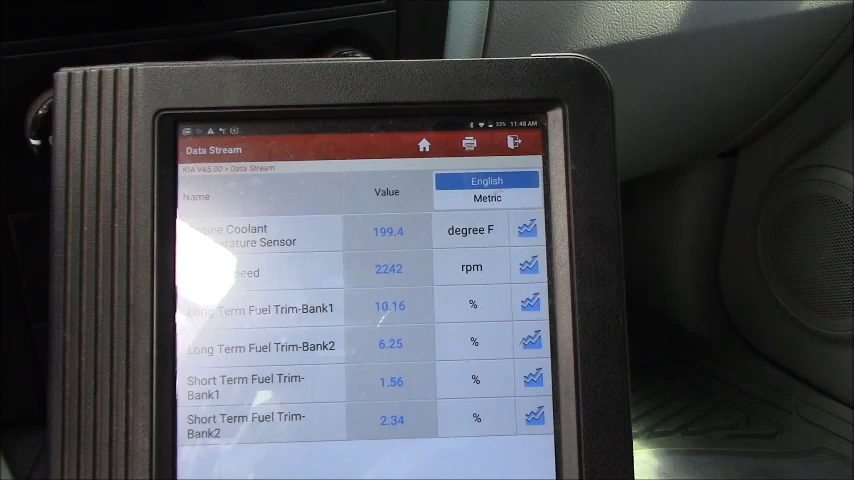 33% 11:48 AM
Data Stream
KIA V45.00 > Data Stream
Name
Value
English
Metric
Coolant
Sensor
199.4
degree F
2242
rpm
Long Term Fuel Trim-Bank1
10.16
%
Long Term Fuel Trim-Bank2
6.25
%
Short Term Fuel Trim-
Bank1
1.56
%
Short Term Fuel Trim-
Bank2
2.34
%